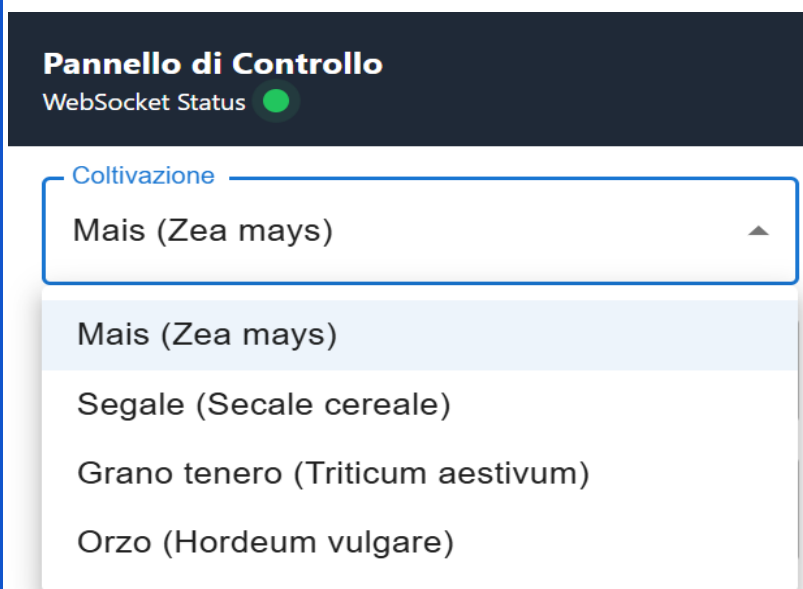 Pannello di Controllo
WebSocket Status
Coltivazione
Mais (Zea mays)
Mais (Zea mays)
Segale (Secale cereale)
Grano tenero (Triticum aestivum)
Orzo (Hordeum vulgare)